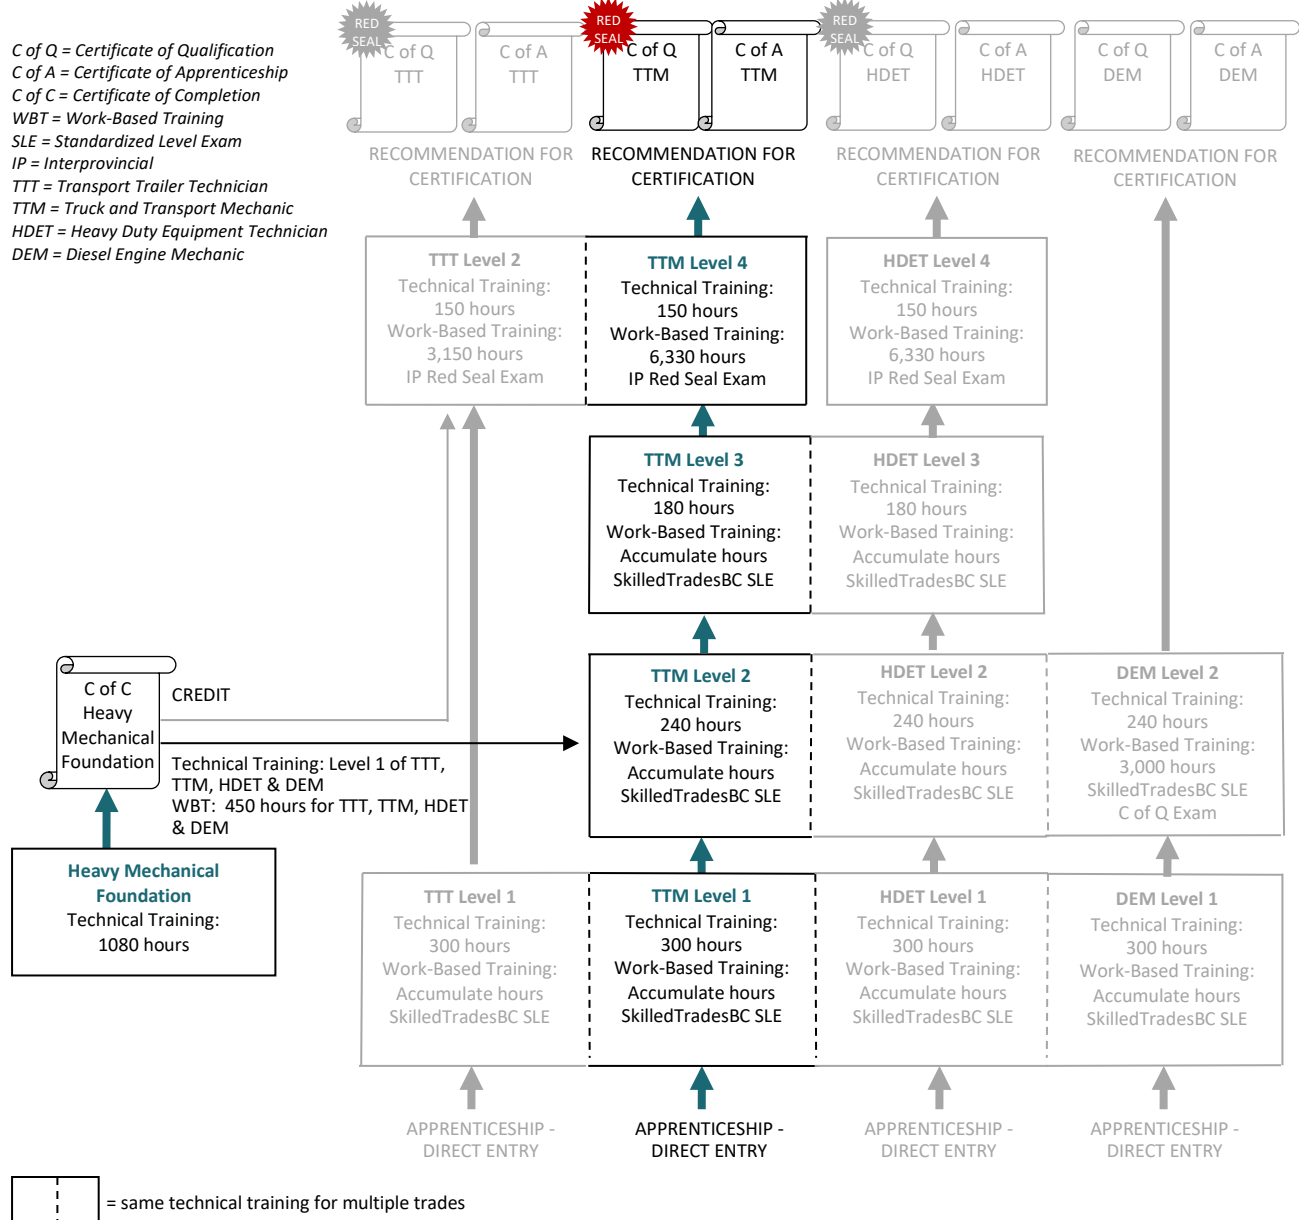 C of Q = Certificate of Qualification
C of A = Certificate of Apprenticeship
C of C = Certificate of Completion
WBT = Work-Based Training
SLE = Standardized Level Exam
IP = Interprovincial
TTT = Transport Trailer Technician
TTM = Truck and Transport Mechanic
HDET = Heavy Duty Equipment Technician
DEM = Diesel Engine Mechanic
RED
SEAL
C of Q
TTT
C of A
TTT
RECOMMENDATION FOR
CERTIFICATION
RED
SEAL
C of Q
TTM
C of A
TTM
RECOMMENDATION FOR
CERTIFICATION
RED
SEAL
C of Q
HDET
C of A
HDET
RECOMMENDATION FOR
CERTIFICATION
C of Q
DEM
C of A
DEM
RECOMMENDATION FOR
CERTIFICATION
TTT Level 2
Technical Training:
150 hours
Work-Based Training:
3,150 hours
IP Red Seal Exam
TTM Level 4
Technical Training:
150 hours
Work-Based Training:
6,330 hours
IP Red Seal Exam
HDET Level 4
Technical Training:
150 hours
Work-Based Training:
6,330 hours
IP Red Seal Exam
TTM Level 3
Technical Training:
180 hours
Work-Based Training:
Accumulate hours
SkilledTradesBC SLE
HDET Level 3
Technical Training:
180 hours
Work-Based Training:
Accumulate hours
SkilledTradesBC SLE
C of C
Heavy
Mechanical
Foundation
CREDIT
Technical Training: Level 1 of TTT,
TTM, HDET & DEM
WBT: 450 hours for TTT, TTM, HDET
& DEM
TTM Level 2
Technical Training:
240 hours
Work-Based Training:
Accumulate hours
SkilledTradesBC SLE
HDET Level 2
Technical Training:
240 hours
Work-Based Training:
Accumulate hours
SkilledTradesBC SLE
DEM Level 2
Technical Training:
240 hours
Work-Based Training:
3,000 hours
SkilledTradesBC SLE
C of Q Exam
Heavy Mechanical
Foundation
Technical Training:
1080 hours
TTT Level 1
Technical Training:
300 hours
Work-Based Training:
Accumulate hours
SkilledTradesBC SLE
TTM Level 1
Technical Training:
300 hours
Work-Based Training:
Accumulate hours
SkilledTradesBC SLE
HDET Level 1
Technical Training:
300 hours
Work-Based Training:
Accumulate hours
SkilledTradesBC SLE
DEM Level 1
Technical Training:
300 hours
Work-Based Training:
Accumulate hours
SkilledTradesBC SLE
APPRENTICESHIP -
DIRECT ENTRY
APPRENTICESHIP -
DIRECT ENTRY
APPRENTICESHIP -
DIRECT ENTRY
APPRENTICESHIP -
DIRECT ENTRY
= same technical training for multiple trades